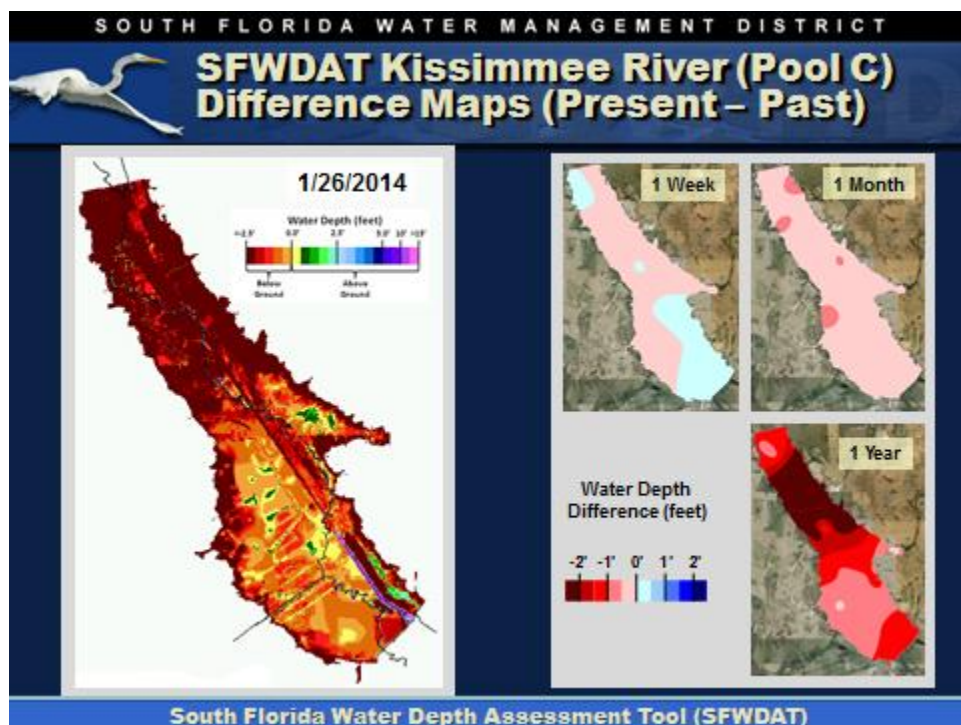 SOUTH FLORIDA WATER MANAGEMENT DISTRICT
SFWDAT Kissimmee River (Pool C)
Difference Maps (Present – Past)
1/26/2014
Water Depth (feet)
0.0' 2.5' 5.0' 10'
Below Ground
Above Ground
1 Week
1 Month
1 Year
Water Depth
Difference (feet)
-2' -1' 0' 1' 2'
South Florida Water Depth Assessment Tool (SFWDAT)